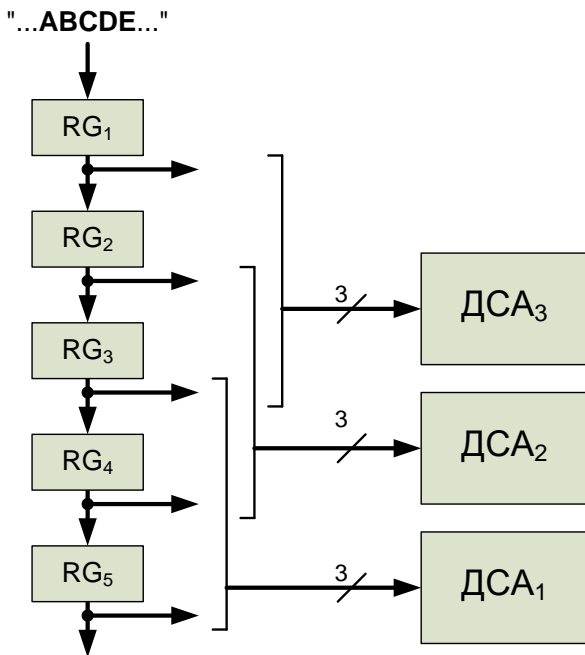 "...ABCDE..."
RG₁
RG₂
3
ДСА₃
RG₃
3
ДСА₂
RG₄
3
ДСА₁
RG₅